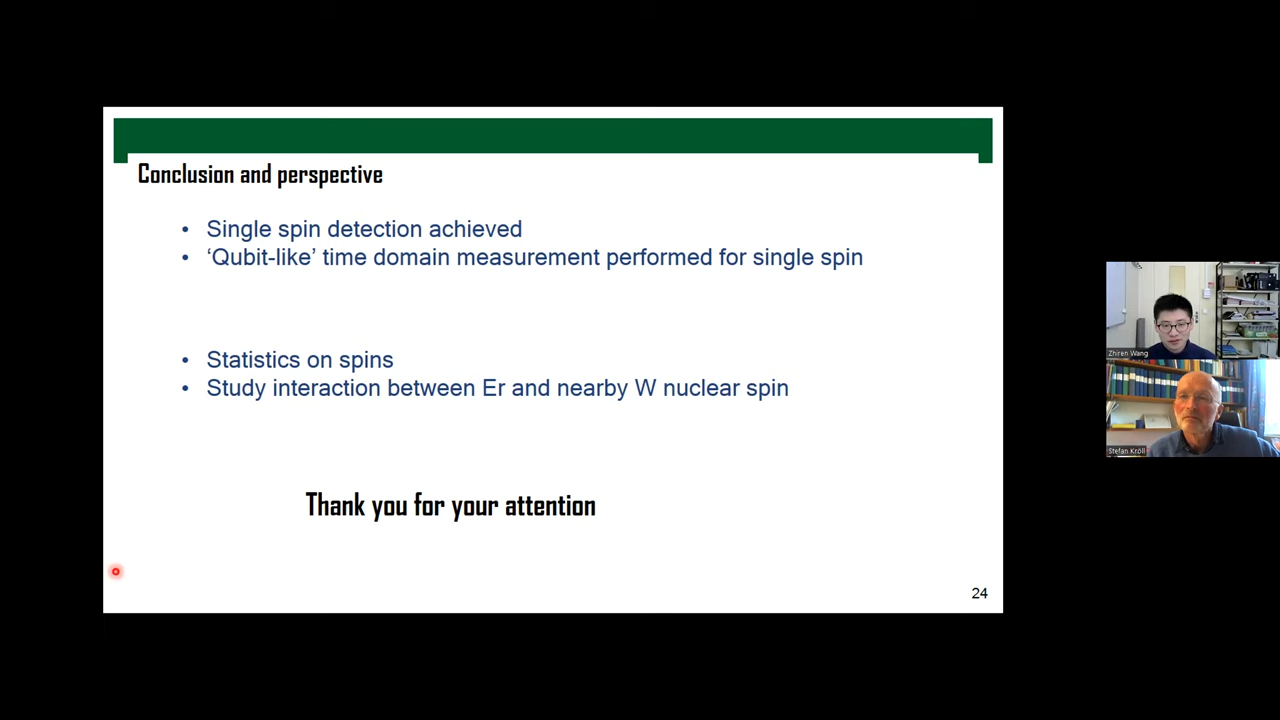 Conclusion and perspective
• Single spin detection achieved
• ‘Qubit-like’ time domain measurement performed for single spin
• Statistics on spins
• Study interaction between Er and nearby W nuclear spin
Thank you for your attention
24
Zhiren Wang
Stefan Kröll